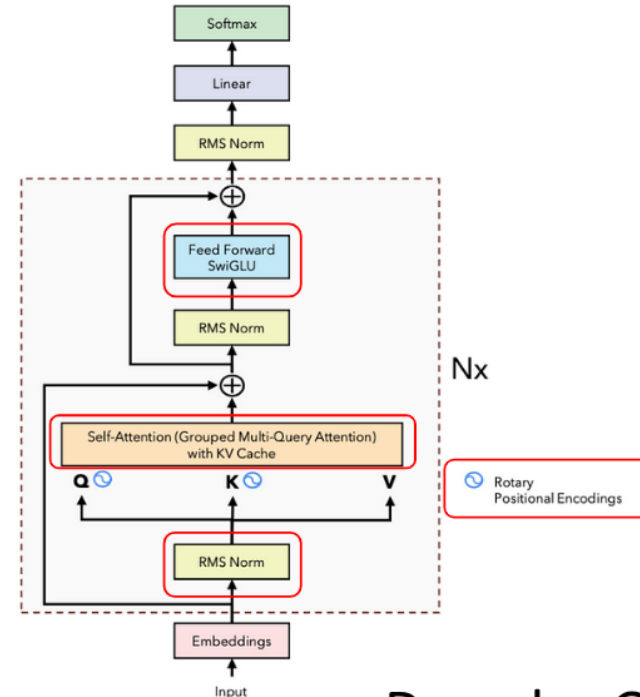 Softmax
Linear
RMS Norm
Feed Forward
SwiGLU
RMS Norm
Nx
Self-Attention (Grouped Multi-Query Attention)
with KV Cache
Q
K
V
Rotary
Positional Encodings
RMS Norm
Embeddings
Input